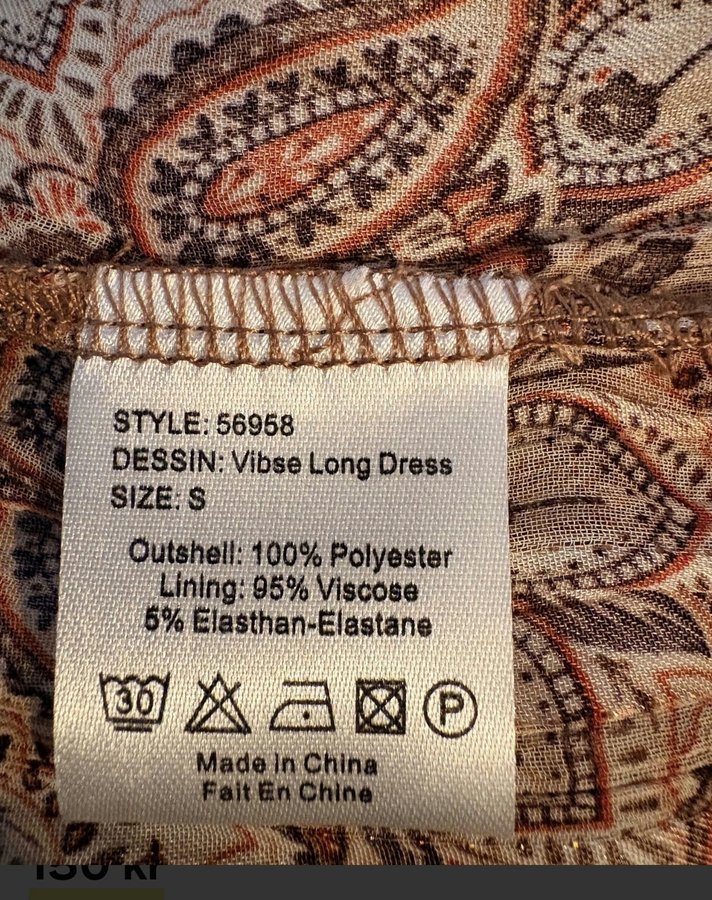 STYLE: 56958
DESSIN: Vibse Long Dress
SIZE: S
Outshell: 100% Polyester
Lining: 95% Viscose
5% Elasthan-Elastane
30
P
Made In China
Fait En Chine